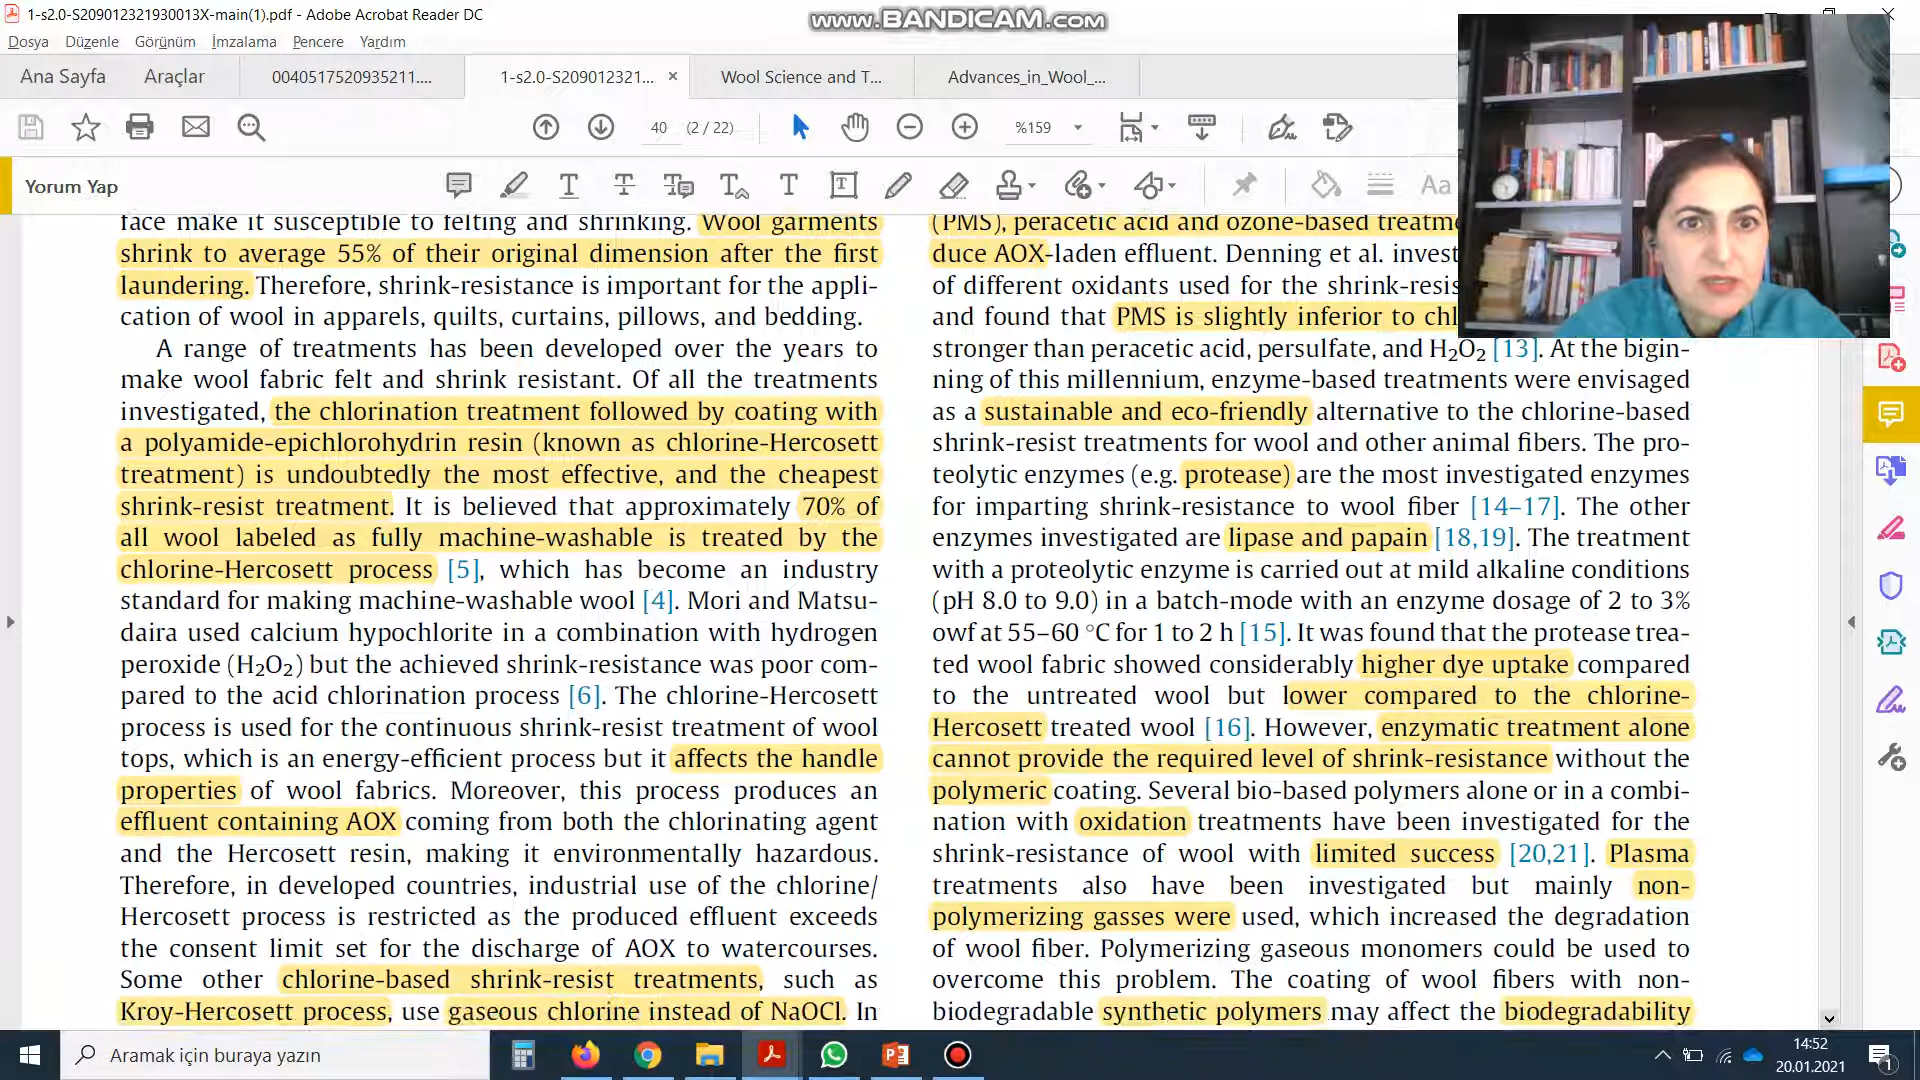 1-s2.0-S209012321930013X-main(1).pdf - Adobe Acrobat Reader DC
www.BANDICAM.com
Dosya Düzenle Görünüm İmzalama Pencere Yardım
Ana Sayfa Araçlar 0040517520935211.... 1-s2.0-S209012321... × Wool Science and T... Advances_in_Wool_...
40 (2 / 22) %159
Yorum Yap
Aa
face make it susceptible to felting and shrinking. Wool garments
shrink to average 55% of their original dimension after the first
laundering. Therefore, shrink-resistance is important for the appli-
cation of wool in apparels, quilts, curtains, pillows, and bedding.
A range of treatments has been developed over the years to
make wool fabric felt and shrink resistant. Of all the treatments
investigated, the chlorination treatment followed by coating with
a polyamide-epichlorohydrin resin (known as chlorine-Hercosett
treatment) is undoubtedly the most effective, and the cheapest
shrink-resist treatment. It is believed that approximately 70% of
all wool labeled as fully machine-washable is treated by the
chlorine-Hercosett process [5], which has become an industry
standard for making machine-washable wool [4]. Mori and Matsu-
daira used calcium hypochlorite in a combination with hydrogen
peroxide (H₂O₂) but the achieved shrink-resistance was poor com-
pared to the acid chlorination process [6]. The chlorine-Hercosett
process is used for the continuous shrink-resist treatment of wool
tops, which is an energy-efficient process but it affects the handle
properties of wool fabrics. Moreover, this process produces an
effluent containing AOX coming from both the chlorinating agent
and the Hercosett resin, making it environmentally hazardous.
Therefore, in developed countries, industrial use of the chlorine/
Hercosett process is restricted as the produced effluent exceeds
the consent limit set for the discharge of AOX to watercourses.
Some other chlorine-based shrink-resist treatments, such as
Kroy-Hercosett process, use gaseous chlorine instead of NaOCl. In
(PMS), peracetic acid and ozone-based treatme
duce AOX-laden effluent. Denning et al. invest
of different oxidants used for the shrink-resis
and found that PMS is slightly inferior to chl
stronger than peracetic acid, persulfate, and H₂O₂ [13]. At the bigin-
ning of this millennium, enzyme-based treatments were envisaged
as a sustainable and eco-friendly alternative to the chlorine-based
shrink-resist treatments for wool and other animal fibers. The pro-
teolytic enzymes (e.g. protease) are the most investigated enzymes
for imparting shrink-resistance to wool fiber [14–17]. The other
enzymes investigated are lipase and papain [18,19]. The treatment
with a proteolytic enzyme is carried out at mild alkaline conditions
(pH 8.0 to 9.0) in a batch-mode with an enzyme dosage of 2 to 3%
owf at 55–60 °C for 1 to 2 h [15]. It was found that the protease trea-
ted wool fabric showed considerably higher dye uptake compared
to the untreated wool but lower compared to the chlorine-
Hercosett treated wool [16]. However, enzymatic treatment alone
cannot provide the required level of shrink-resistance without the
polymeric coating. Several bio-based polymers alone or in a combi-
nation with oxidation treatments have been investigated for the
shrink-resistance of wool with limited success [20,21]. Plasma
treatments also have been investigated but mainly non-
polymerizing gasses were used, which increased the degradation
of wool fiber. Polymerizing gaseous monomers could be used to
overcome this problem. The coating of wool fibers with non-
biodegradable synthetic polymers may affect the biodegradability
Aramak için buraya yazın
14:52
20.01.2021
1